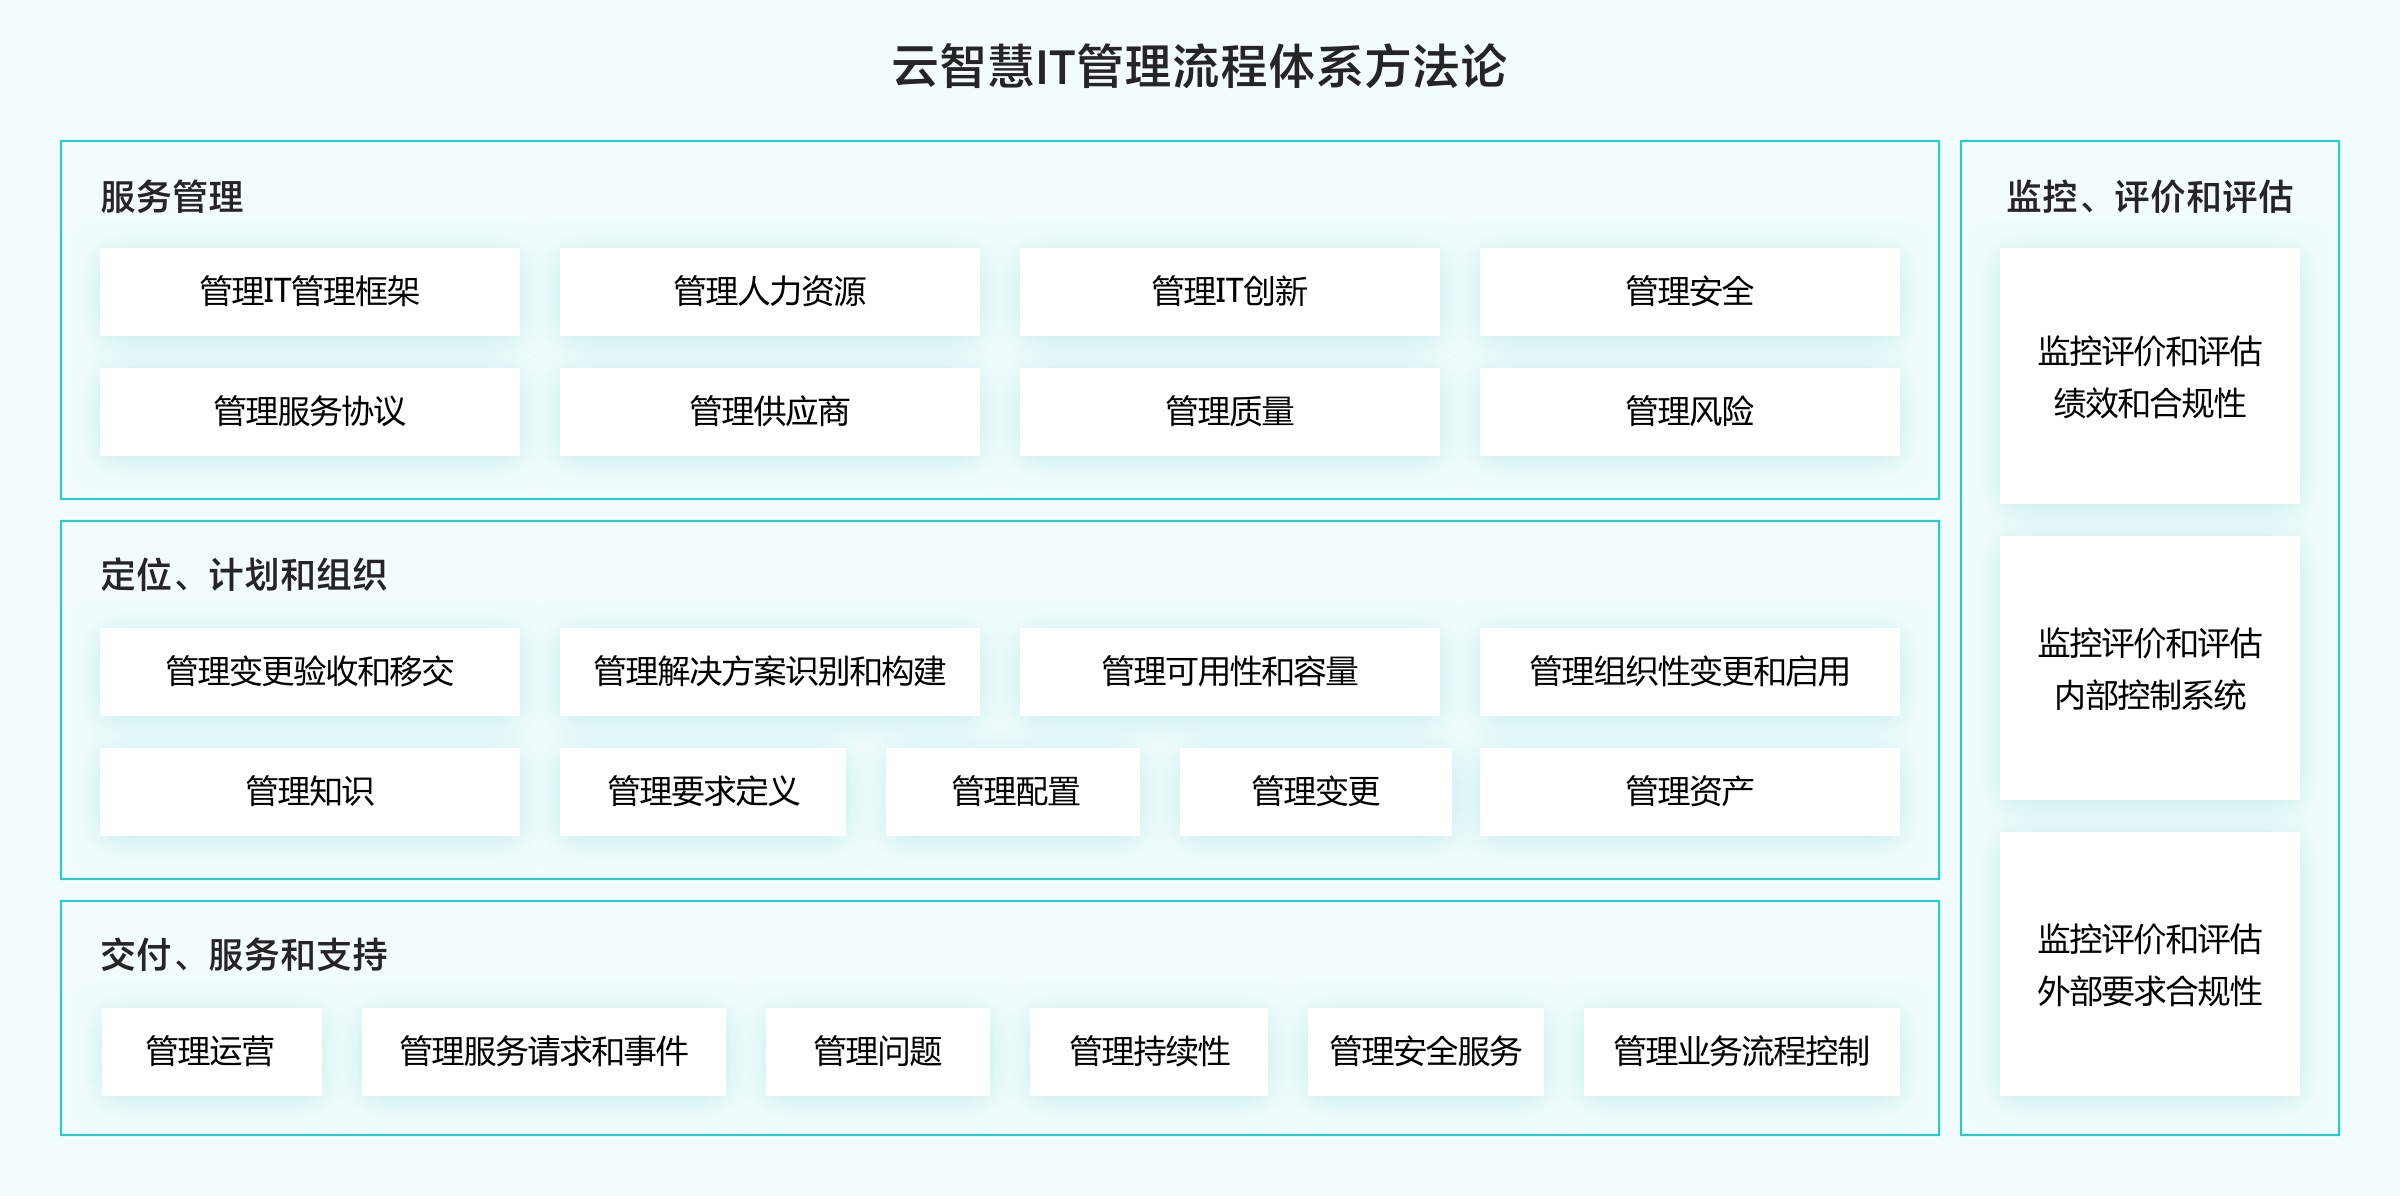 云智慧IT管理流程体系方法论
服务管理
管理IT管理框架
管理人力资源
管理IT创新
管理安全
管理服务协议
管理供应商
管理质量
管理风险
定位、计划和组织
管理变更验收和移交
管理解决方案识别和构建
管理可用性和容量
管理组织性变更和启用
管理知识
管理要求定义
管理配置
管理变更
管理资产
交付、服务和支持
管理运营
管理服务请求和事件
管理问题
管理持续性
管理安全服务
管理业务流程控制
监控、评价和评估
监控评价和评估
绩效和合规性
监控评价和评估
内部控制系统
监控评价和评估
外部要求合规性